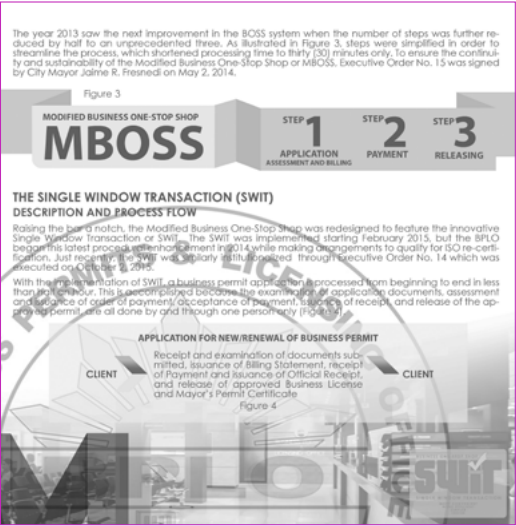 The year 2013 saw the next improvement in the BOSS system when the number of steps was further re-
duced by half to an unprecedented three. As illustrated in Figure 3, steps were simplified in order to
streamline the process, which shortened processing time to thirty (30) minutes only. To ensure the continui-
ty and sustainability of the Modified Business One-Stop Shop or MBOSS, Executive Order No. 15 was signed
by City Mayor Jaime R. Fresnedi on May 2, 2014.
Figure 3
MODIFIED BUSINESS ONE-STOP SHOP
MBOSS
STEP 1
APPLICATION
ASSESSMENT AND BILLING
STEP 2
PAYMENT
STEP 3
RELEASING
THE SINGLE WINDOW TRANSACTION (SWIT)
DESCRIPTION AND PROCESS FLOW
Raising the bar a notch, the Modified Business One-Stop Shop was redesigned to feature the innovative
Single Window Transaction or SWIT. The SWIT was implemented starting February 2015, but the BPLO
began this latest procedural enhancement in 2014 while making arrangements to qualify for ISO re-certi-
fication. Just recently, the SWIT was similarly institutionalized through Executive Order No. 14 which was
executed on October 2, 2015.
With the implementation of SWIT, a business permit application is processed from beginning to end in less
than half an hour. This is accomplished because the examination of application documents, assessment
and issuance of order of payment, acceptance of payment, issuance of receipt, and release of the ap-
proved permit, are all done by and through one person only (Figure 4).
APPLICATION FOR NEW/RENEWAL OF BUSINESS PERMIT
CLIENT
Receipt and examination of documents sub-
mitted, issuance of Billing Statement, receipt
of Payment and issuance of Official Receipt,
and release of approved Business License
and Mayor's Permit Certificate
CLIENT
Figure 4
S PERMITS & LICENSING OFFICE
BPLO
SWIT